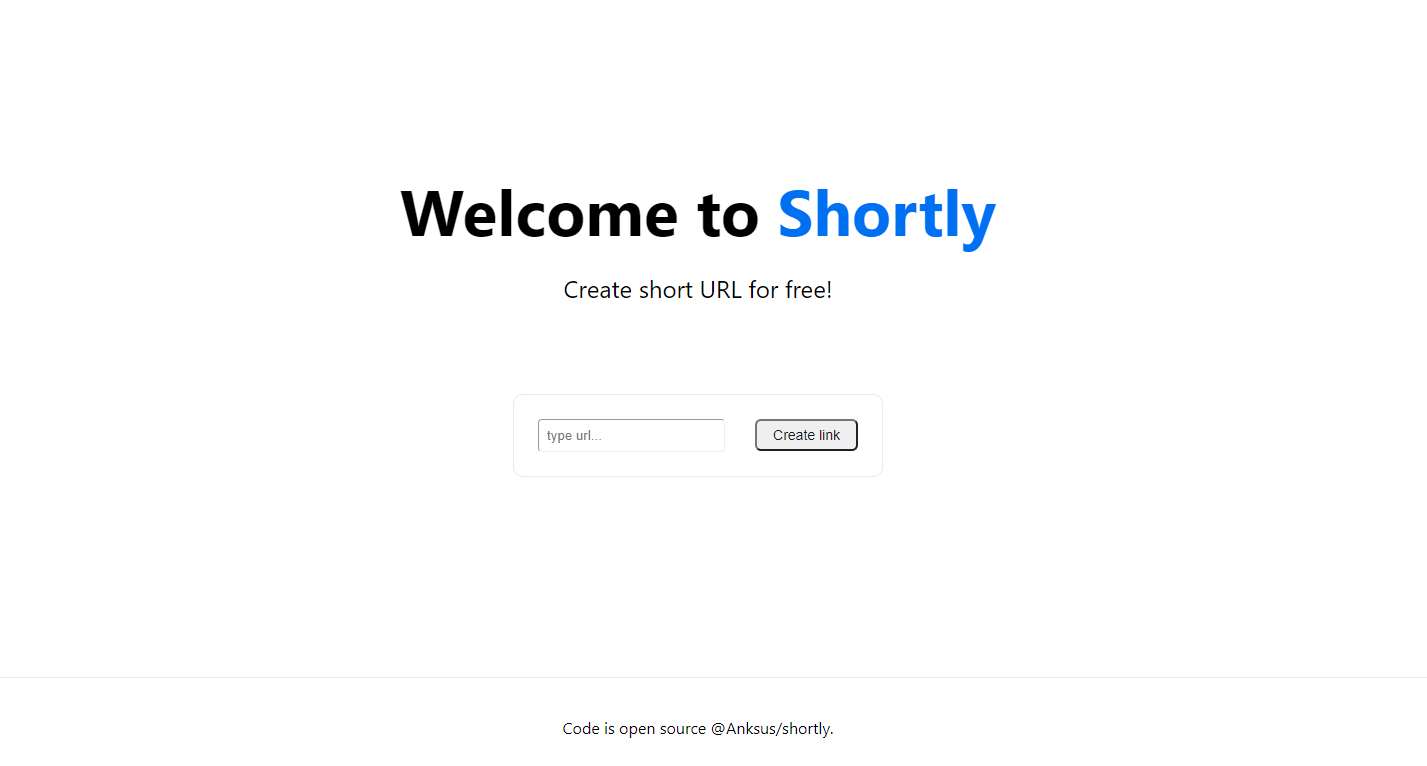 Welcome to Shortly
Create short URL for free!
type url...
Create link
Code is open source @Anksus/shortly.